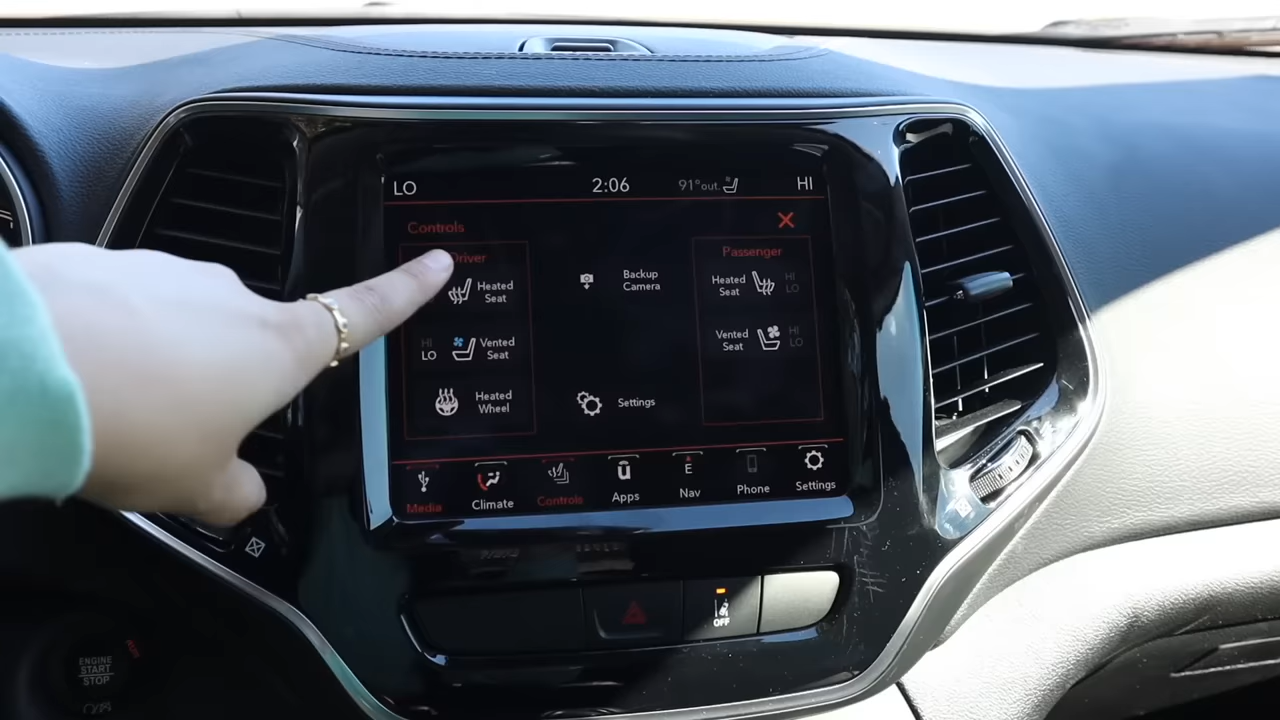 LO
2:06
91°out.
HI
Controls
Driver
Heated
Seat
HI
LO
Vented
Seat
Heated
Wheel
Backup
Camera
Settings
Passenger
Heated
Seat
HI
LO
Vented
Seat
HI
LO
Media
Climate
Controls
Apps
E
Nav
Phone
Settings
OFF
ENGINE
START
STOP